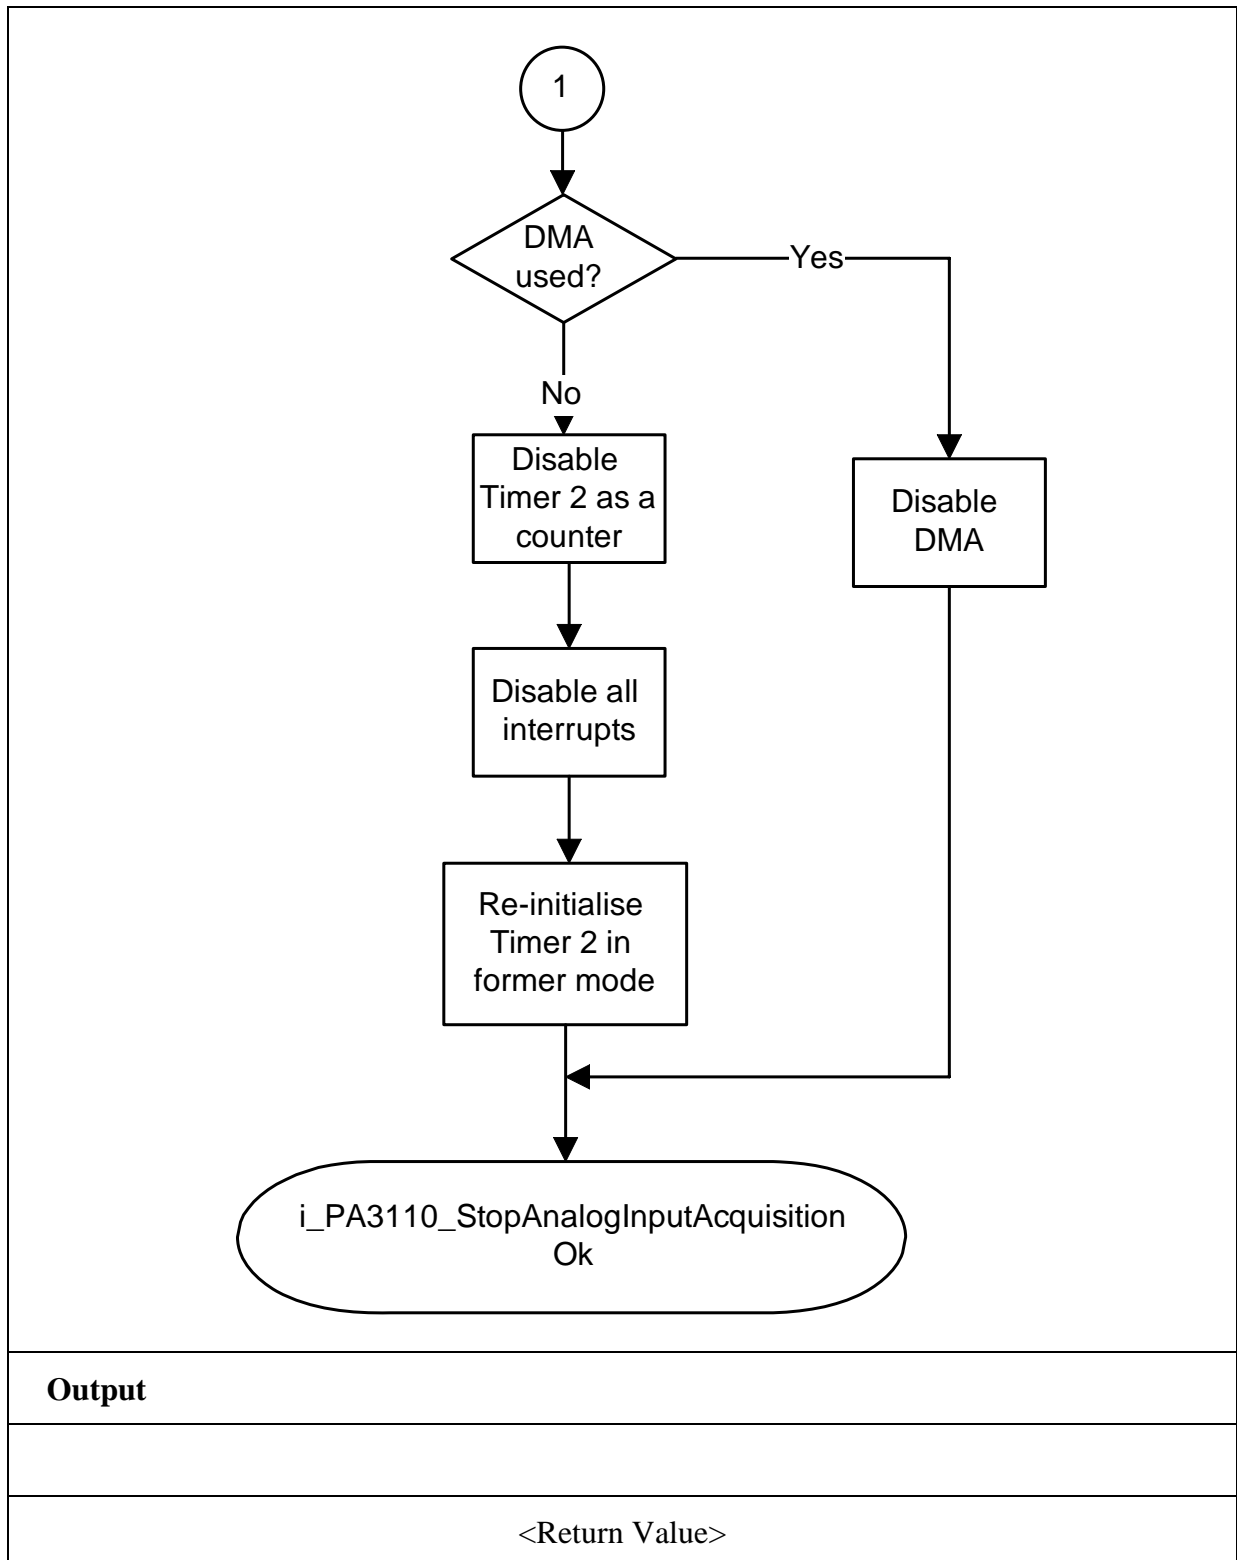 1
DMA
used?
Yes
No
Disable
Timer 2 as a
counter
Disable
DMA
Disable all
interrupts
Re-initialise
Timer 2 in
former mode
i_PA3110_StopAnalogInputAcquisition
Ok
Output
<Return Value>